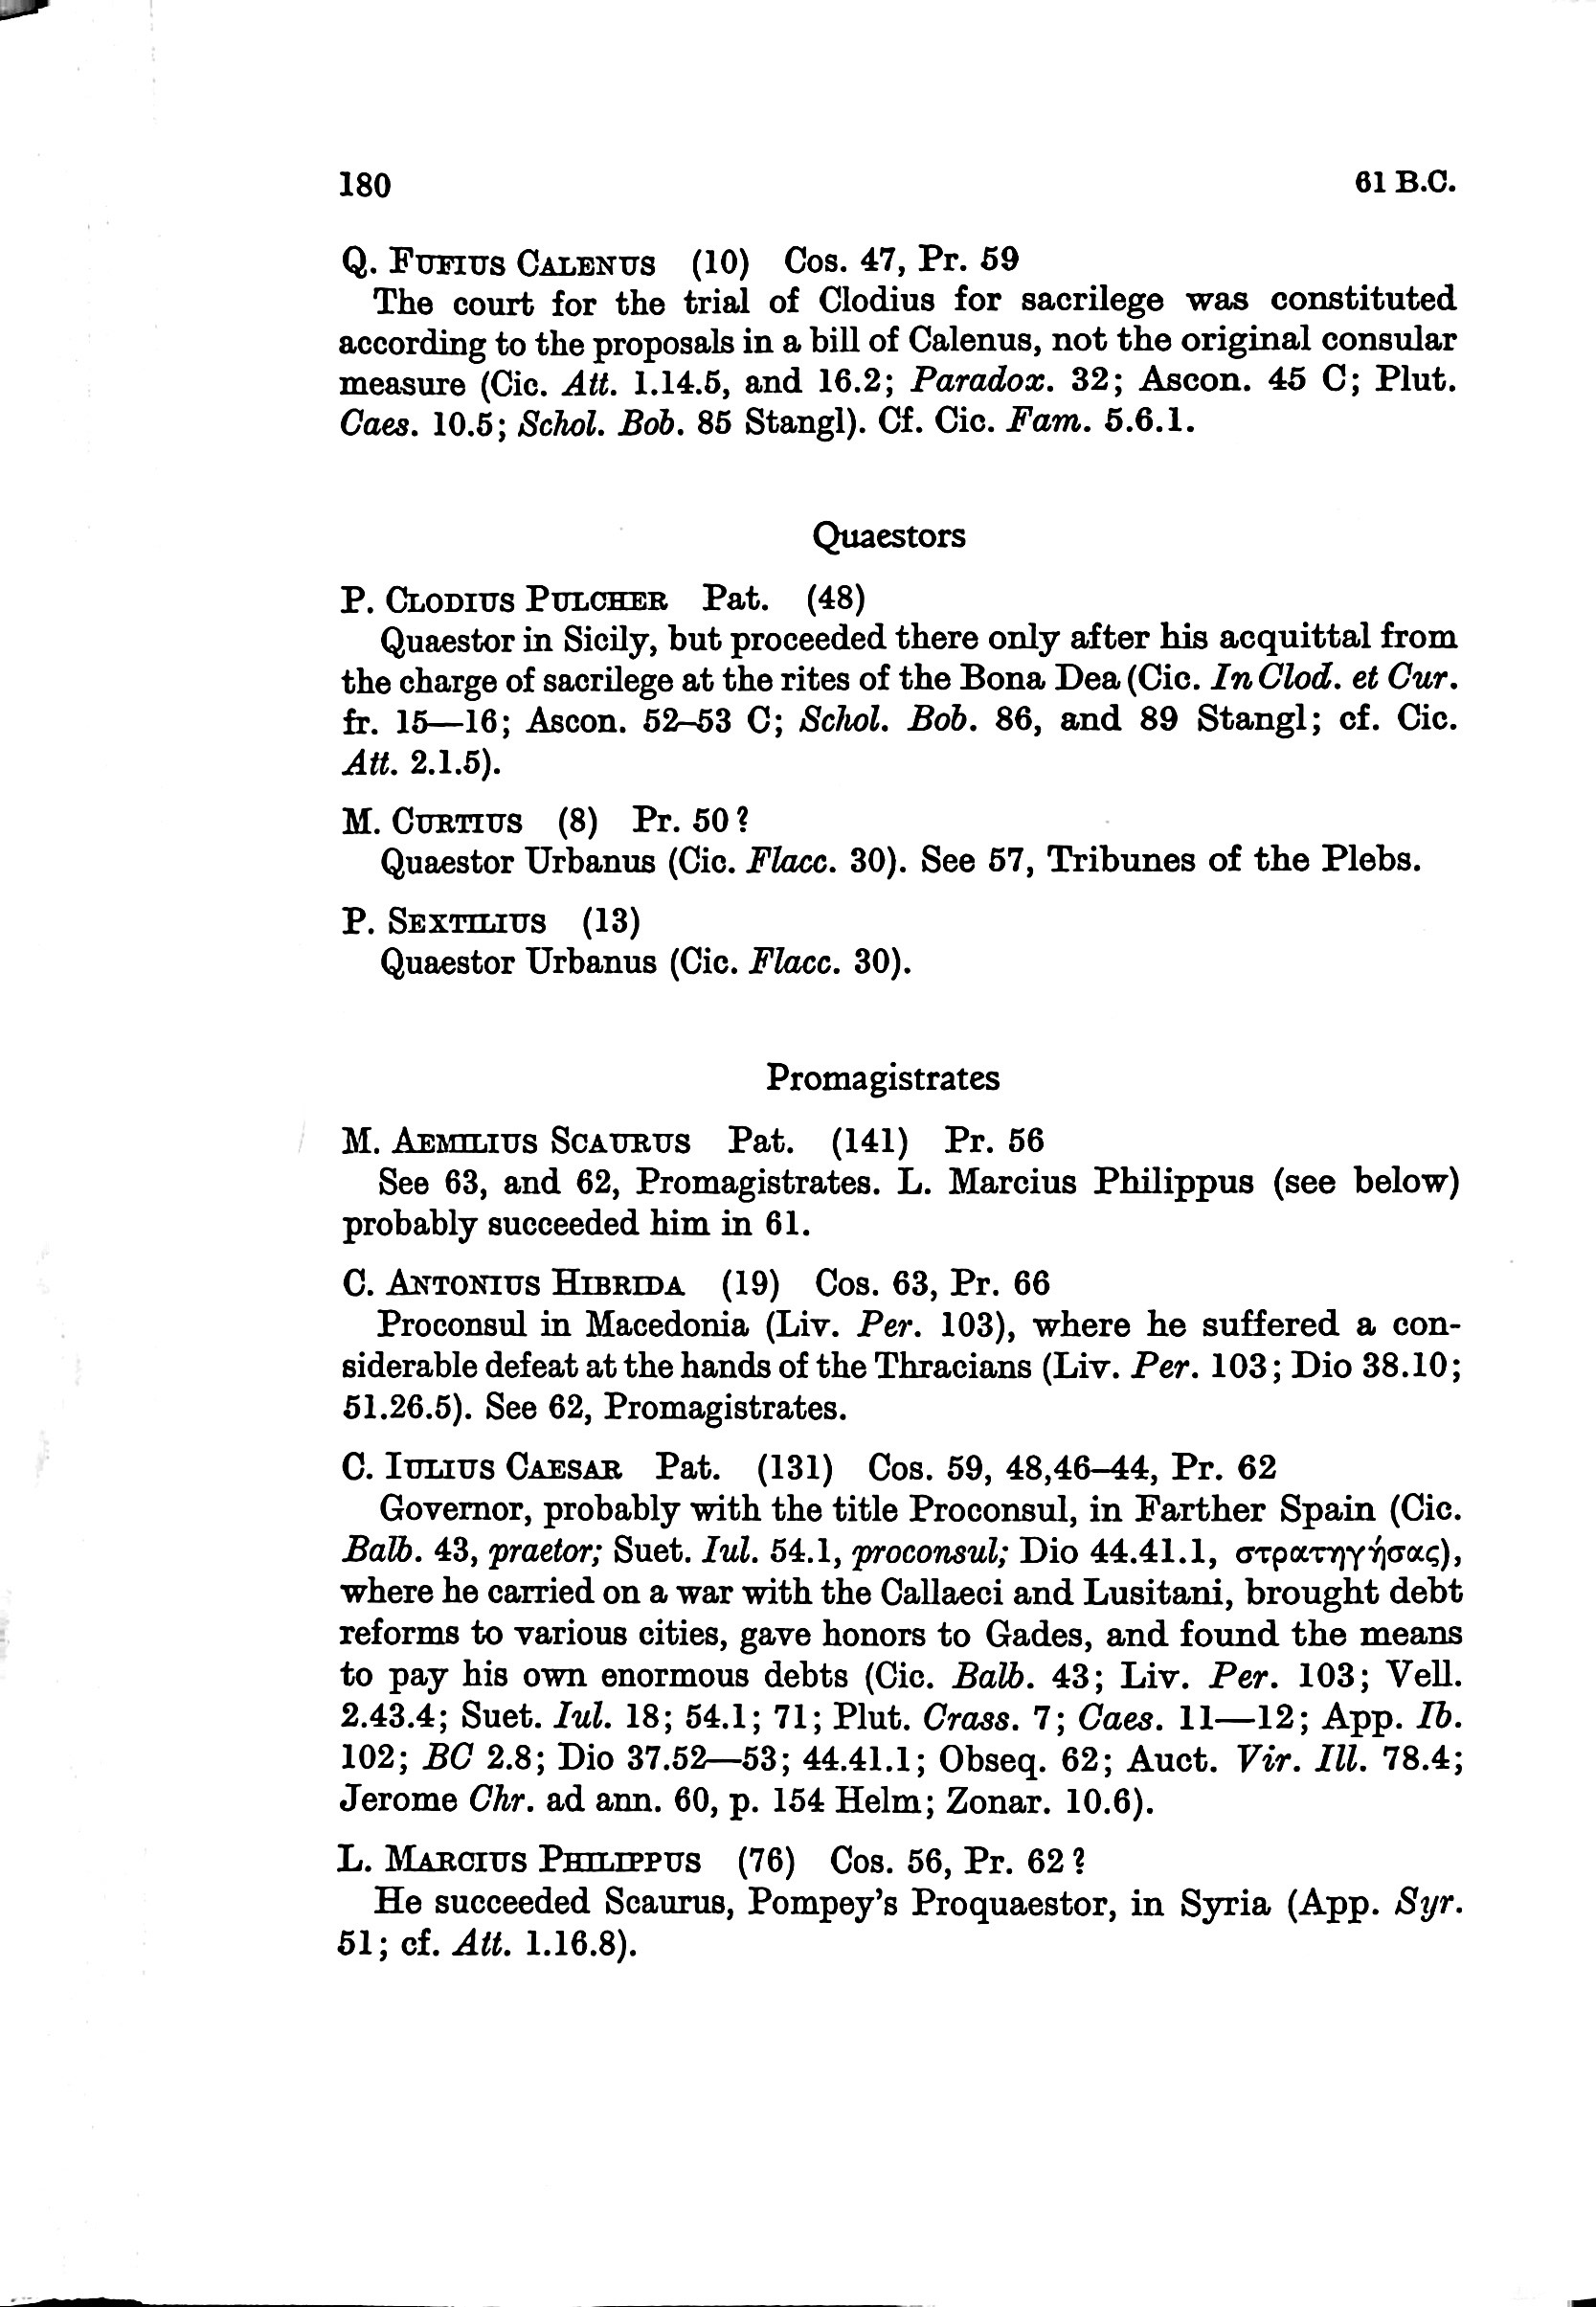 180 61 B.C.
Q. FUFIUS CALENUS (10) Cos. 47, Pr. 59
The court for the trial of Clodius for sacrilege was constituted
according to the proposals in a bill of Calenus, not the original consular
measure (Cic. Att. 1.14.5, and 16.2; Paradox. 32; Ascon. 45 C; Plut.
Caes. 10.5; Schol. Bob. 85 Stangl). Cf. Cic. Fam. 5.6.1.
Quaestors
P. CLODIUS PULCHER Pat. (48)
Quaestor in Sicily, but proceeded there only after his acquittal from
the charge of sacrilege at the rites of the Bona Dea (Cic. In Clod. et Cur.
fr. 15—16; Ascon. 52–53 C; Schol. Bob. 86, and 89 Stangl; cf. Cic.
Att. 2.1.5).
M. CURTIUS (8) Pr. 50?
Quaestor Urbanus (Cic. Flacc. 30). See 57, Tribunes of the Plebs.
P. SEXTILIUS (13)
Quaestor Urbanus (Cic. Flacc. 30).
Promagistrates
M. AEMILIUS SCAURUS Pat. (141) Pr. 56
See 63, and 62, Promagistrates. L. Marcius Philippus (see below)
probably succeeded him in 61.
C. ANTONIUS HIBRIDA (19) Cos. 63, Pr. 66
Proconsul in Macedonia (Liv. Per. 103), where he suffered a con-
siderable defeat at the hands of the Thracians (Liv. Per. 103; Dio 38.10;
51.26.5). See 62, Promagistrates.
C. IULIUS CAESAR Pat. (131) Cos. 59, 48,46–44, Pr. 62
Governor, probably with the title Proconsul, in Farther Spain (Cic.
Balb. 43, praetor; Suet. Iul. 54.1, proconsul; Dio 44.41.1, στρατηγήσας),
where he carried on a war with the Callaeci and Lusitani, brought debt
reforms to various cities, gave honors to Gades, and found the means
to pay his own enormous debts (Cic. Balb. 43; Liv. Per. 103; Vell.
2.43.4; Suet. Iul. 18; 54.1; 71; Plut. Crass. 7; Caes. 11—12; App. Ib.
102; BC 2.8; Dio 37.52—53; 44.41.1; Obseq. 62; Auct. Vir. Ill. 78.4;
Jerome Chr. ad ann. 60, p. 154 Helm; Zonar. 10.6).
L. MARCIUS PHILIPPUS (76) Cos. 56, Pr. 62?
He succeeded Scaurus, Pompey's Proquaestor, in Syria (App. Syr.
51; cf. Att. 1.16.8).